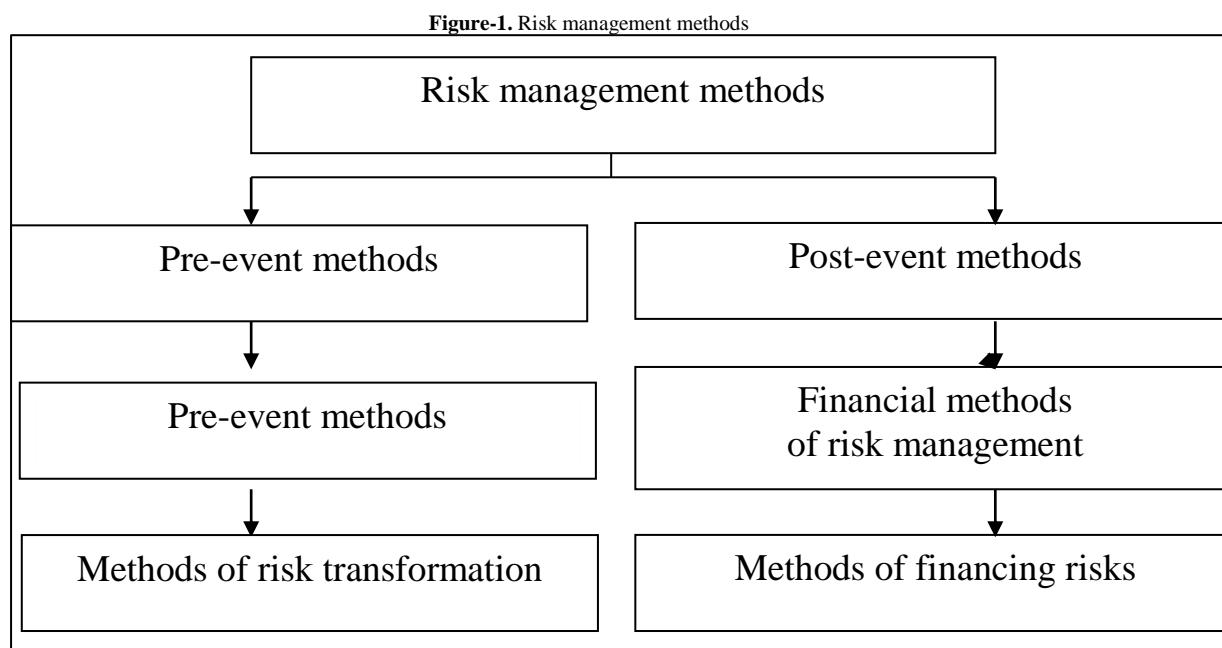 Figure-1. Risk management methods
Risk management methods
Pre-event methods
Post-event methods
Pre-event methods
Financial methods
of risk management
Methods of risk transformation
Methods of financing risks